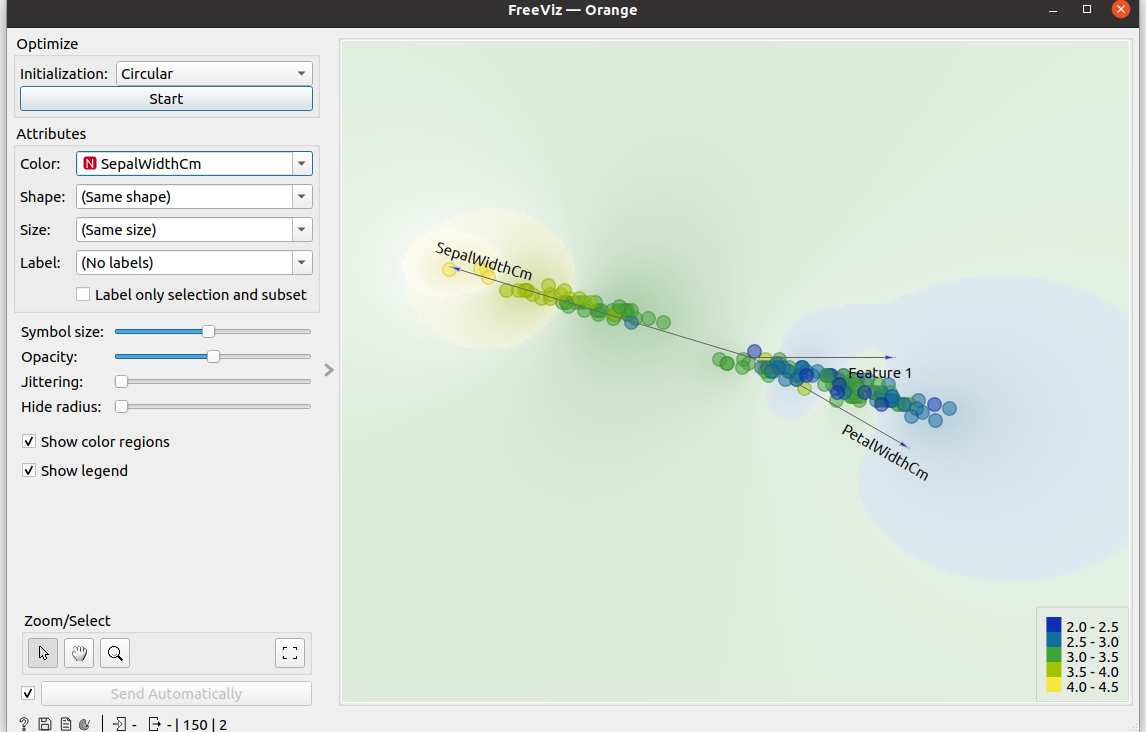 FreeViz — Orange
Optimize
Initialization: Circular
Start
Attributes
Color: N SepalWidthCm
Shape: (Same shape)
Size: (Same size)
Label: (No labels)
Label only selection and subset
Symbol size:
Opacity:
Jittering:
Hide radius:
Show color regions
Show legend
Zoom/Select
Send Automatically
? - - | 150 | 2
SepalWidthCm
Feature 1
PetalWidthCm
2.0 - 2.5
2.5 - 3.0
3.0 - 3.5
3.5 - 4.0
4.0 - 4.5